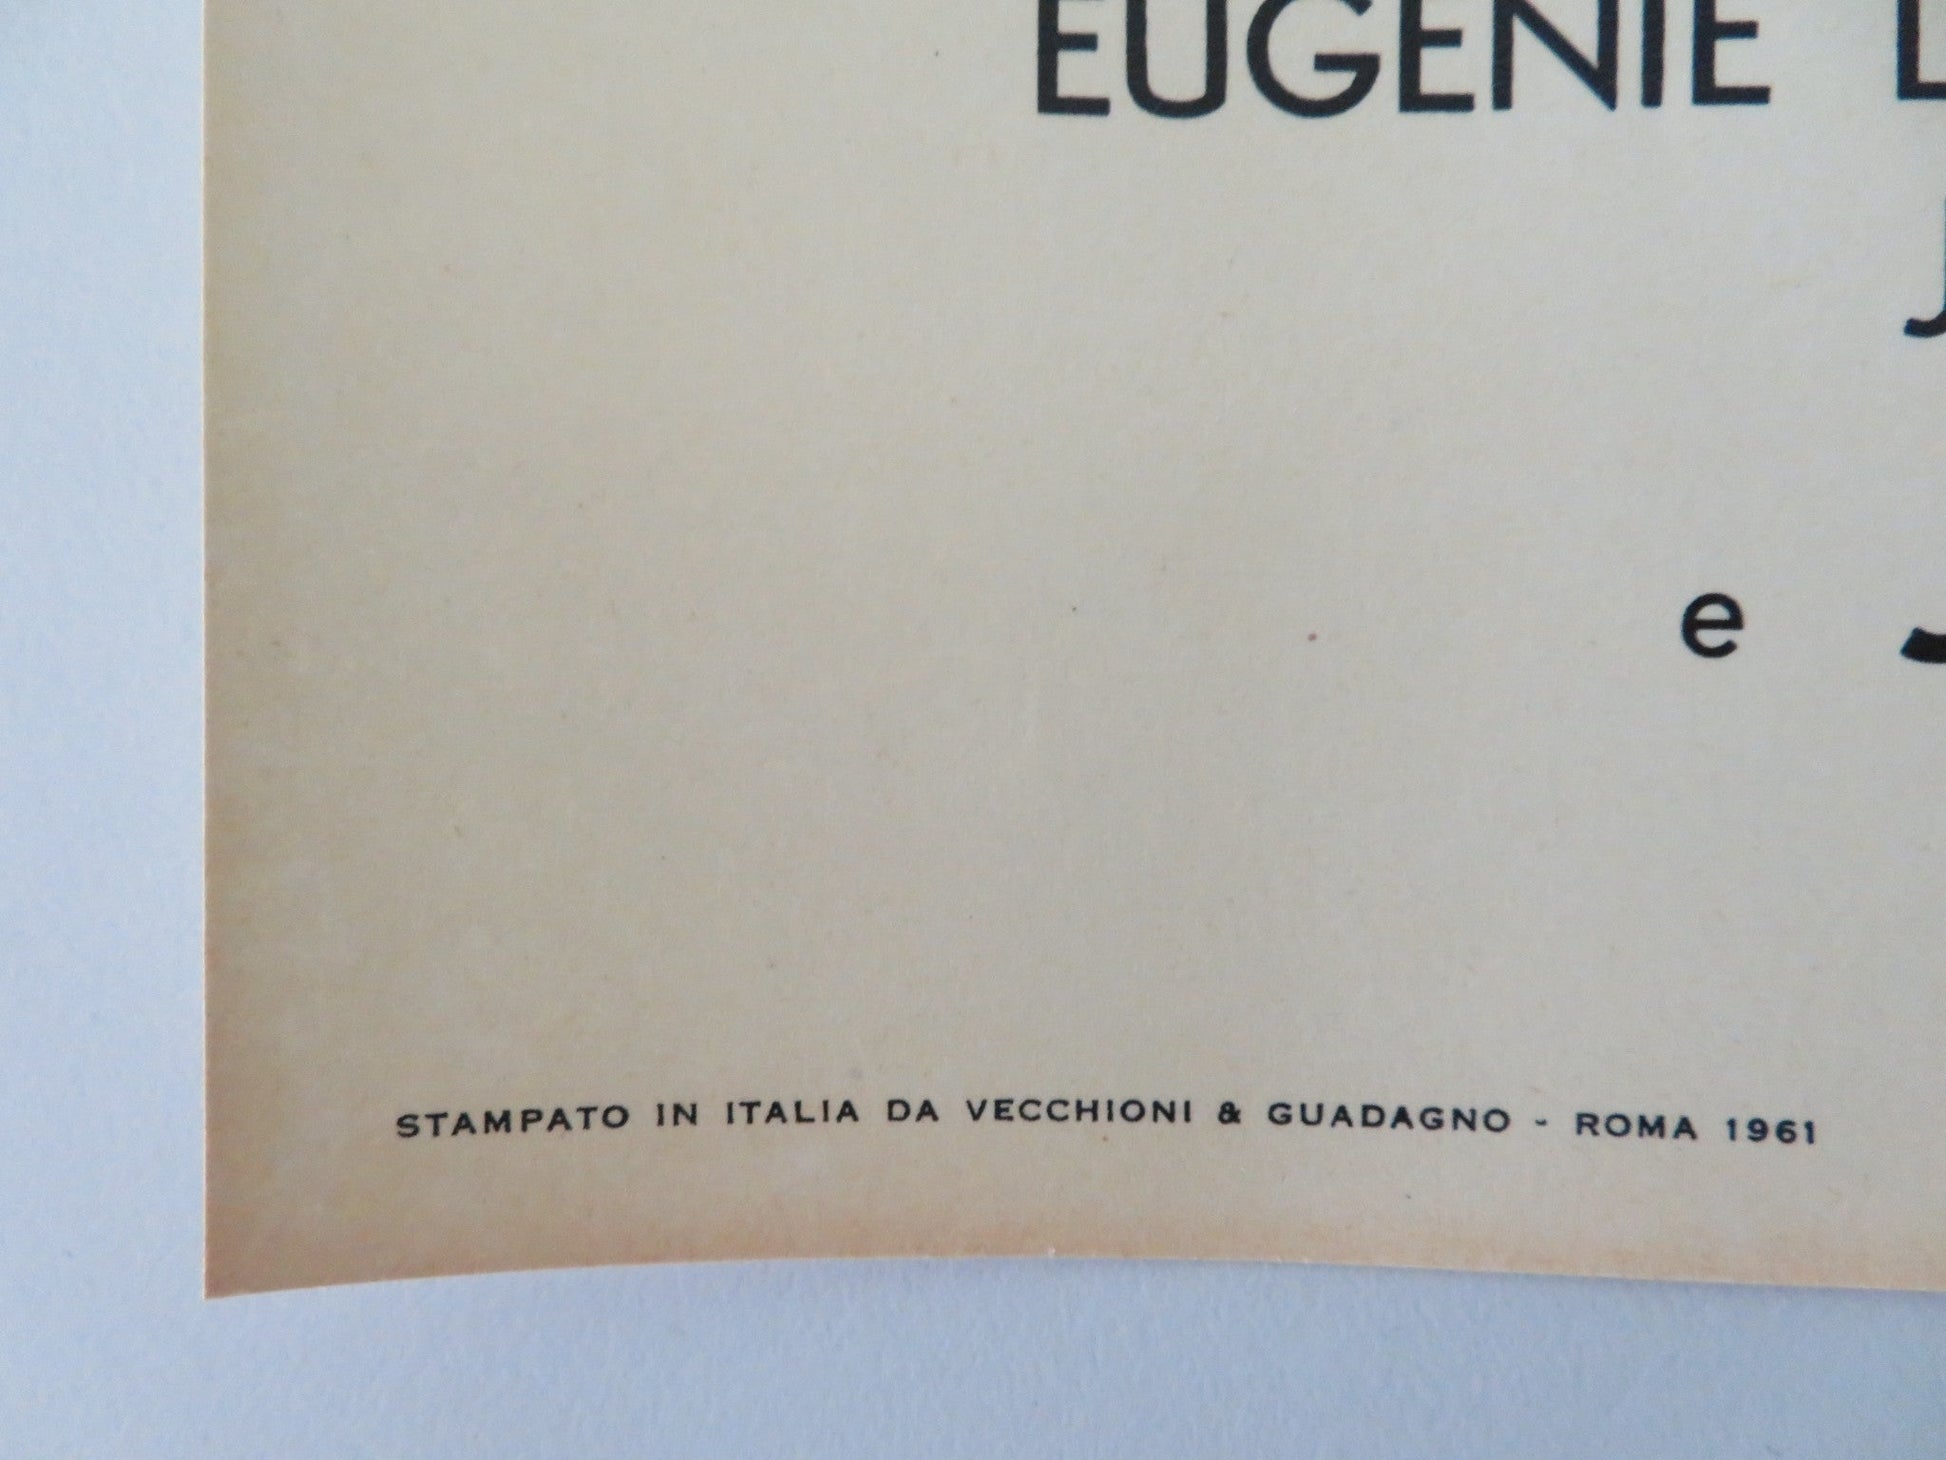 EUGENIE
e
STAMPATO IN ITALIA DA VECCHIONI & GUADAGNO - ROMA 1961